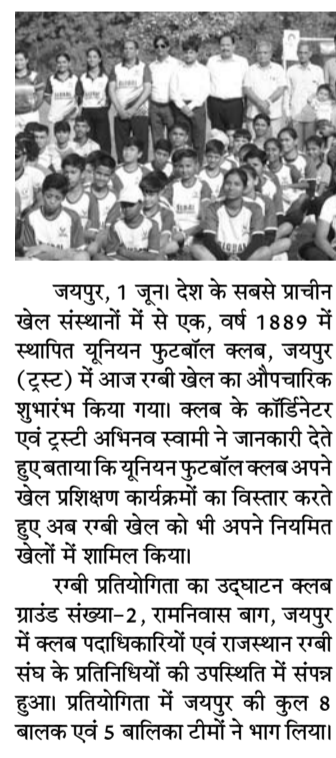 जयपुर, 1 जून। देश के सबसे प्राचीन
खेल संस्थानों में से एक, वर्ष 1889 में
स्थापित यूनियन फुटबॉल क्लब, जयपुर
(ट्रस्ट) में आज रग्बी खेल का औपचारिक
शुभारंभ किया गया। क्लब के कॉर्डिनेटर
एवं ट्रस्टी अभिनव स्वामी ने जानकारी देते
हुए बताया कि यूनियन फुटबॉल क्लब अपने
खेल प्रशिक्षण कार्यक्रमों का विस्तार करते
हुए अब रग्बी खेल को भी अपने नियमित
खेलों में शामिल किया।
रग्बी प्रतियोगिता का उद्घाटन क्लब
ग्राउंड संख्या-2, रामनिवास बाग, जयपुर
में क्लब पदाधिकारियों एवं राजस्थान रग्बी
संघ के प्रतिनिधियों की उपस्थिति में संपन्न
हुआ। प्रतियोगिता में जयपुर की कुल 8
बालक एवं 5 बालिका टीमों ने भाग लिया।